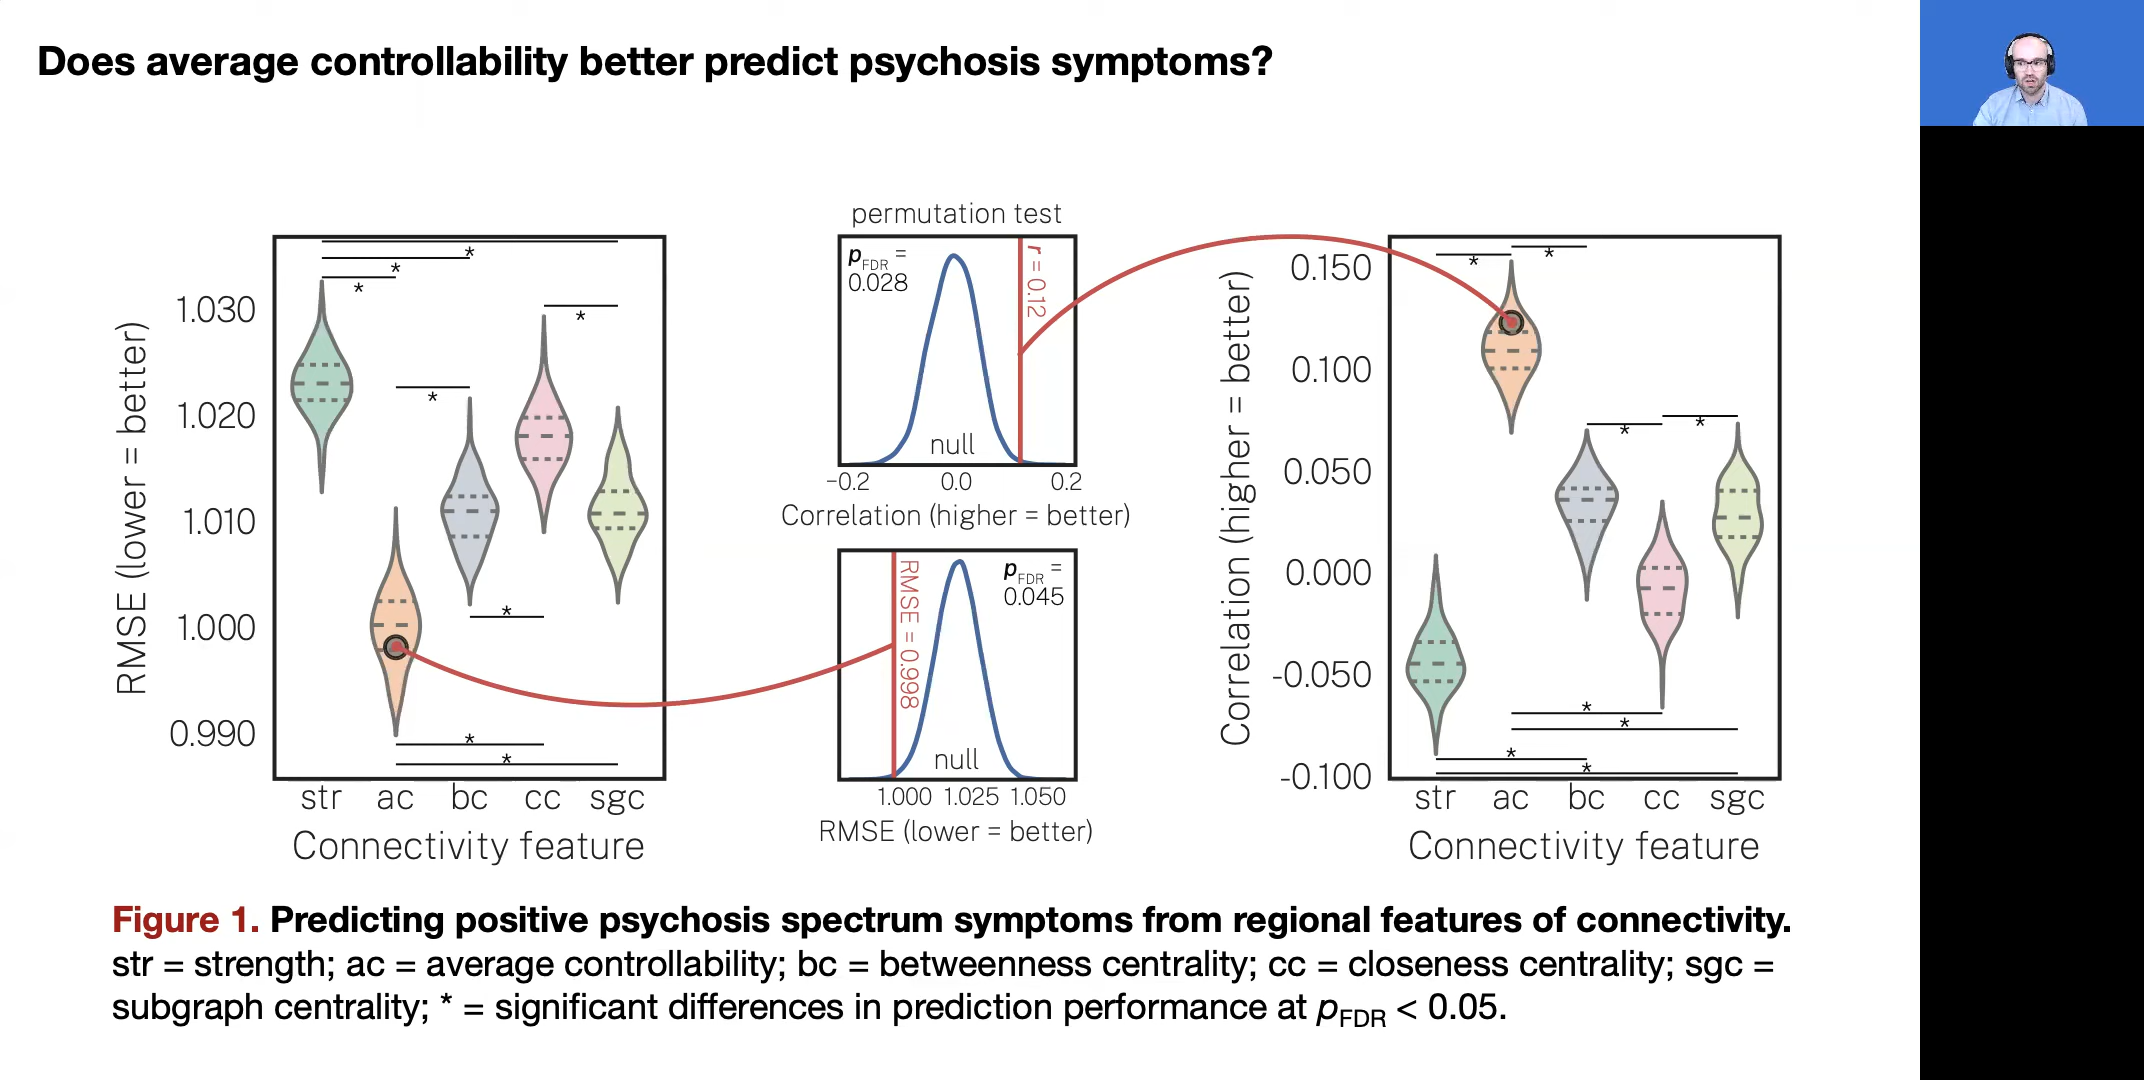 Does average controllability better predict psychosis symptoms?
RMSE (lower = better)
1.030
1.020
1.010
1.000
0.990
*
*
*
*
*
*
*
*
str ac bc cc sgc
Connectivity feature
permutation test
pFDR =
0.028
r = 0.12
null
−0.2 0.0 0.2
Correlation (higher = better)
RMSE = 0.998
pFDR =
0.045
null
1.000 1.025 1.050
RMSE (lower = better)
Correlation (higher = better)
0.150
0.100
0.050
0.000
-0.050
-0.100
*
*
*
*
*
*
*
*
str ac bc cc sgc
Connectivity feature
Figure 1. Predicting positive psychosis spectrum symptoms from regional features of connectivity.
str = strength; ac = average controllability; bc = betweenness centrality; cc = closeness centrality; sgc =
subgraph centrality; * = significant differences in prediction performance at pFDR < 0.05.